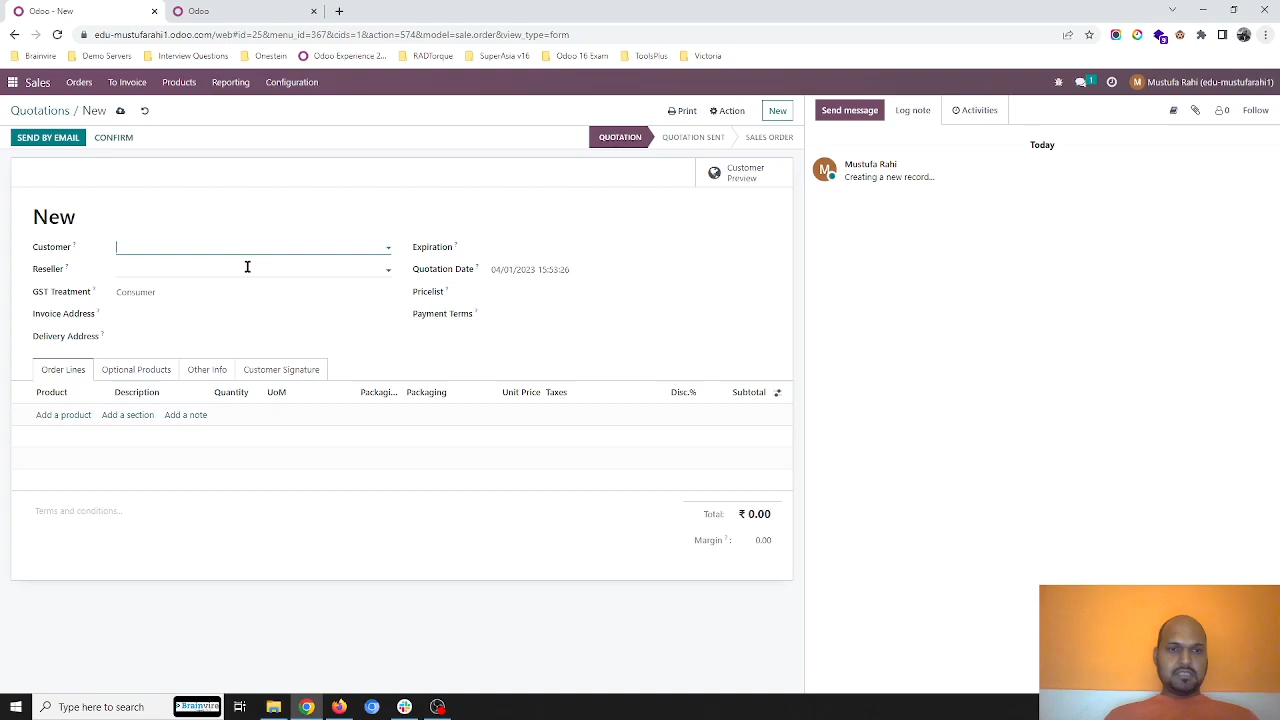 Odoo - New
Odoo
edu-mustufarahi1.odoo.com/web#id=25&menu_id=367&cids=1&action=574&model=sale.order&view_type=form
Brainvire
Demo Servers
Interview Questions
Onestein
Odoo Experience 2...
RADTorque
SuperAsia v16
Odoo 16 Exam
ToolsPlus
Victoria
Sales
Orders
To Invoice
Products
Reporting
Configuration
1
Mustufa Rahi (edu-mustufarahi1)
Quotations / New
Print
Action
New
Send message
Log note
Activities
0
Follow
SEND BY EMAIL
CONFIRM
QUOTATION
QUOTATION SENT
SALES ORDER
Today
Customer
Preview
Mustufa Rahi
Creating a new record...
New
Customer ?
Expiration ?
Reseller ?
Quotation Date ?
04/01/2023 15:53:26
GST Treatment ?
Consumer
Pricelist ?
Invoice Address ?
Payment Terms ?
Delivery Address ?
Order Lines
Optional Products
Other Info
Customer Signature
Product
Description
Quantity
UoM
Packagi...
Packaging
Unit Price
Taxes
Disc.%
Subtotal
Add a product
Add a section
Add a note
Terms and conditions...
Total:
₹ 0.00
Margin ? :
0.00
Type here to search
Brainvire